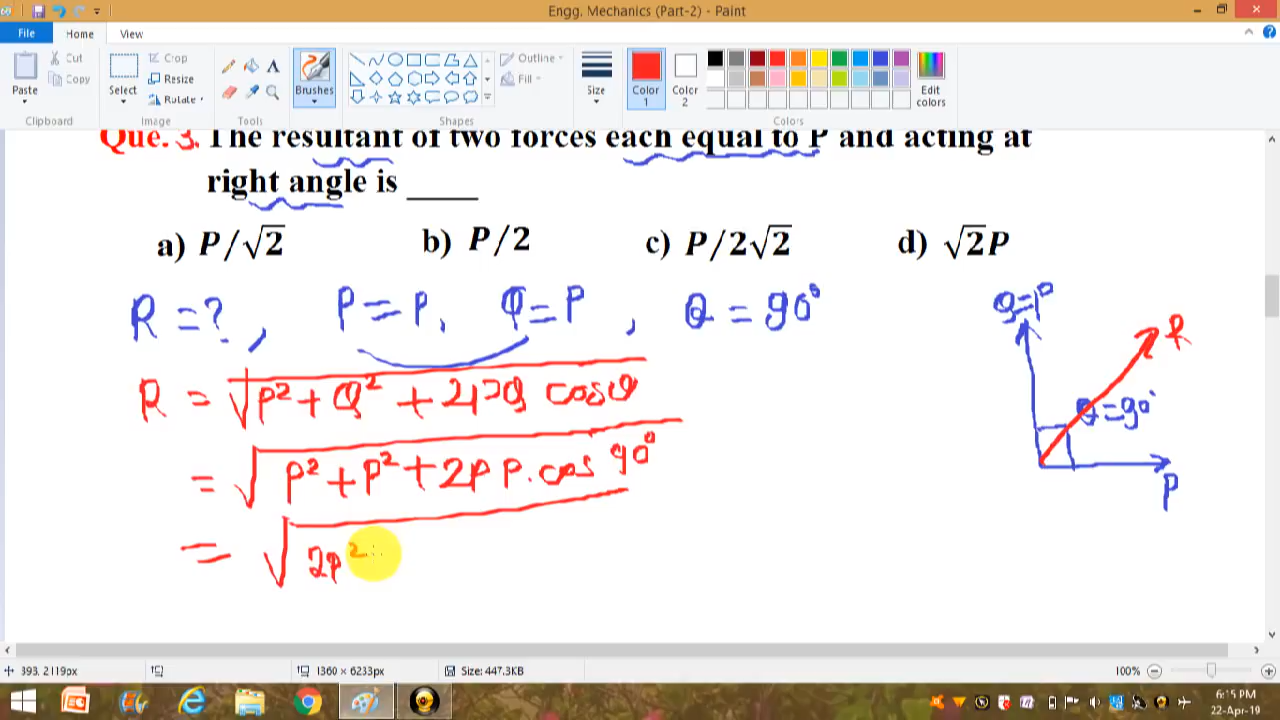 Engg. Mechanics (Part-2) - Paint
File Home View
Paste Cut Copy Select Crop Resize Rotate Brushes Outline Fill Size Color 1 Color 2 Edit colors
Clipboard Image Tools Shapes Colors
Que. 3. The resultant of two forces each equal to P and acting at
right angle is _____
a) P/√2 b) P/2 c) P/2√2 d) √2P
R = ?, P = P, Q = P, θ = 90°
Q=P
R
R = √P² + Q² + 2PQ cosθ
θ = 90°
= √P² + P² + 2P P. cos 90°
P
= √2P²
393, 2119px 1360 × 6233px Size: 447.3KB 100%
6:15 PM
22-Apr-19